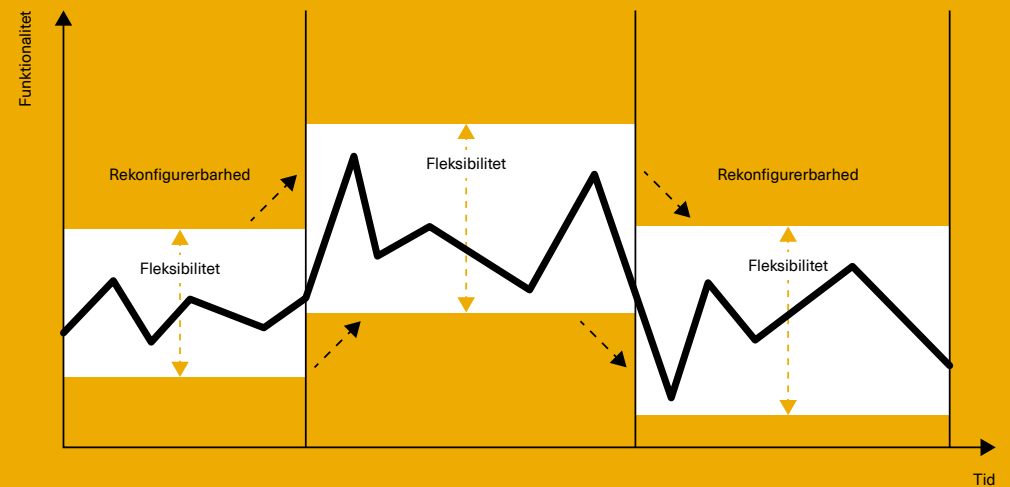 Funktionalitet
Rekonfigurerbarhed
Fleksibilitet
Fleksibilitet
Rekonfigurerbarhed
Fleksibilitet
Tid